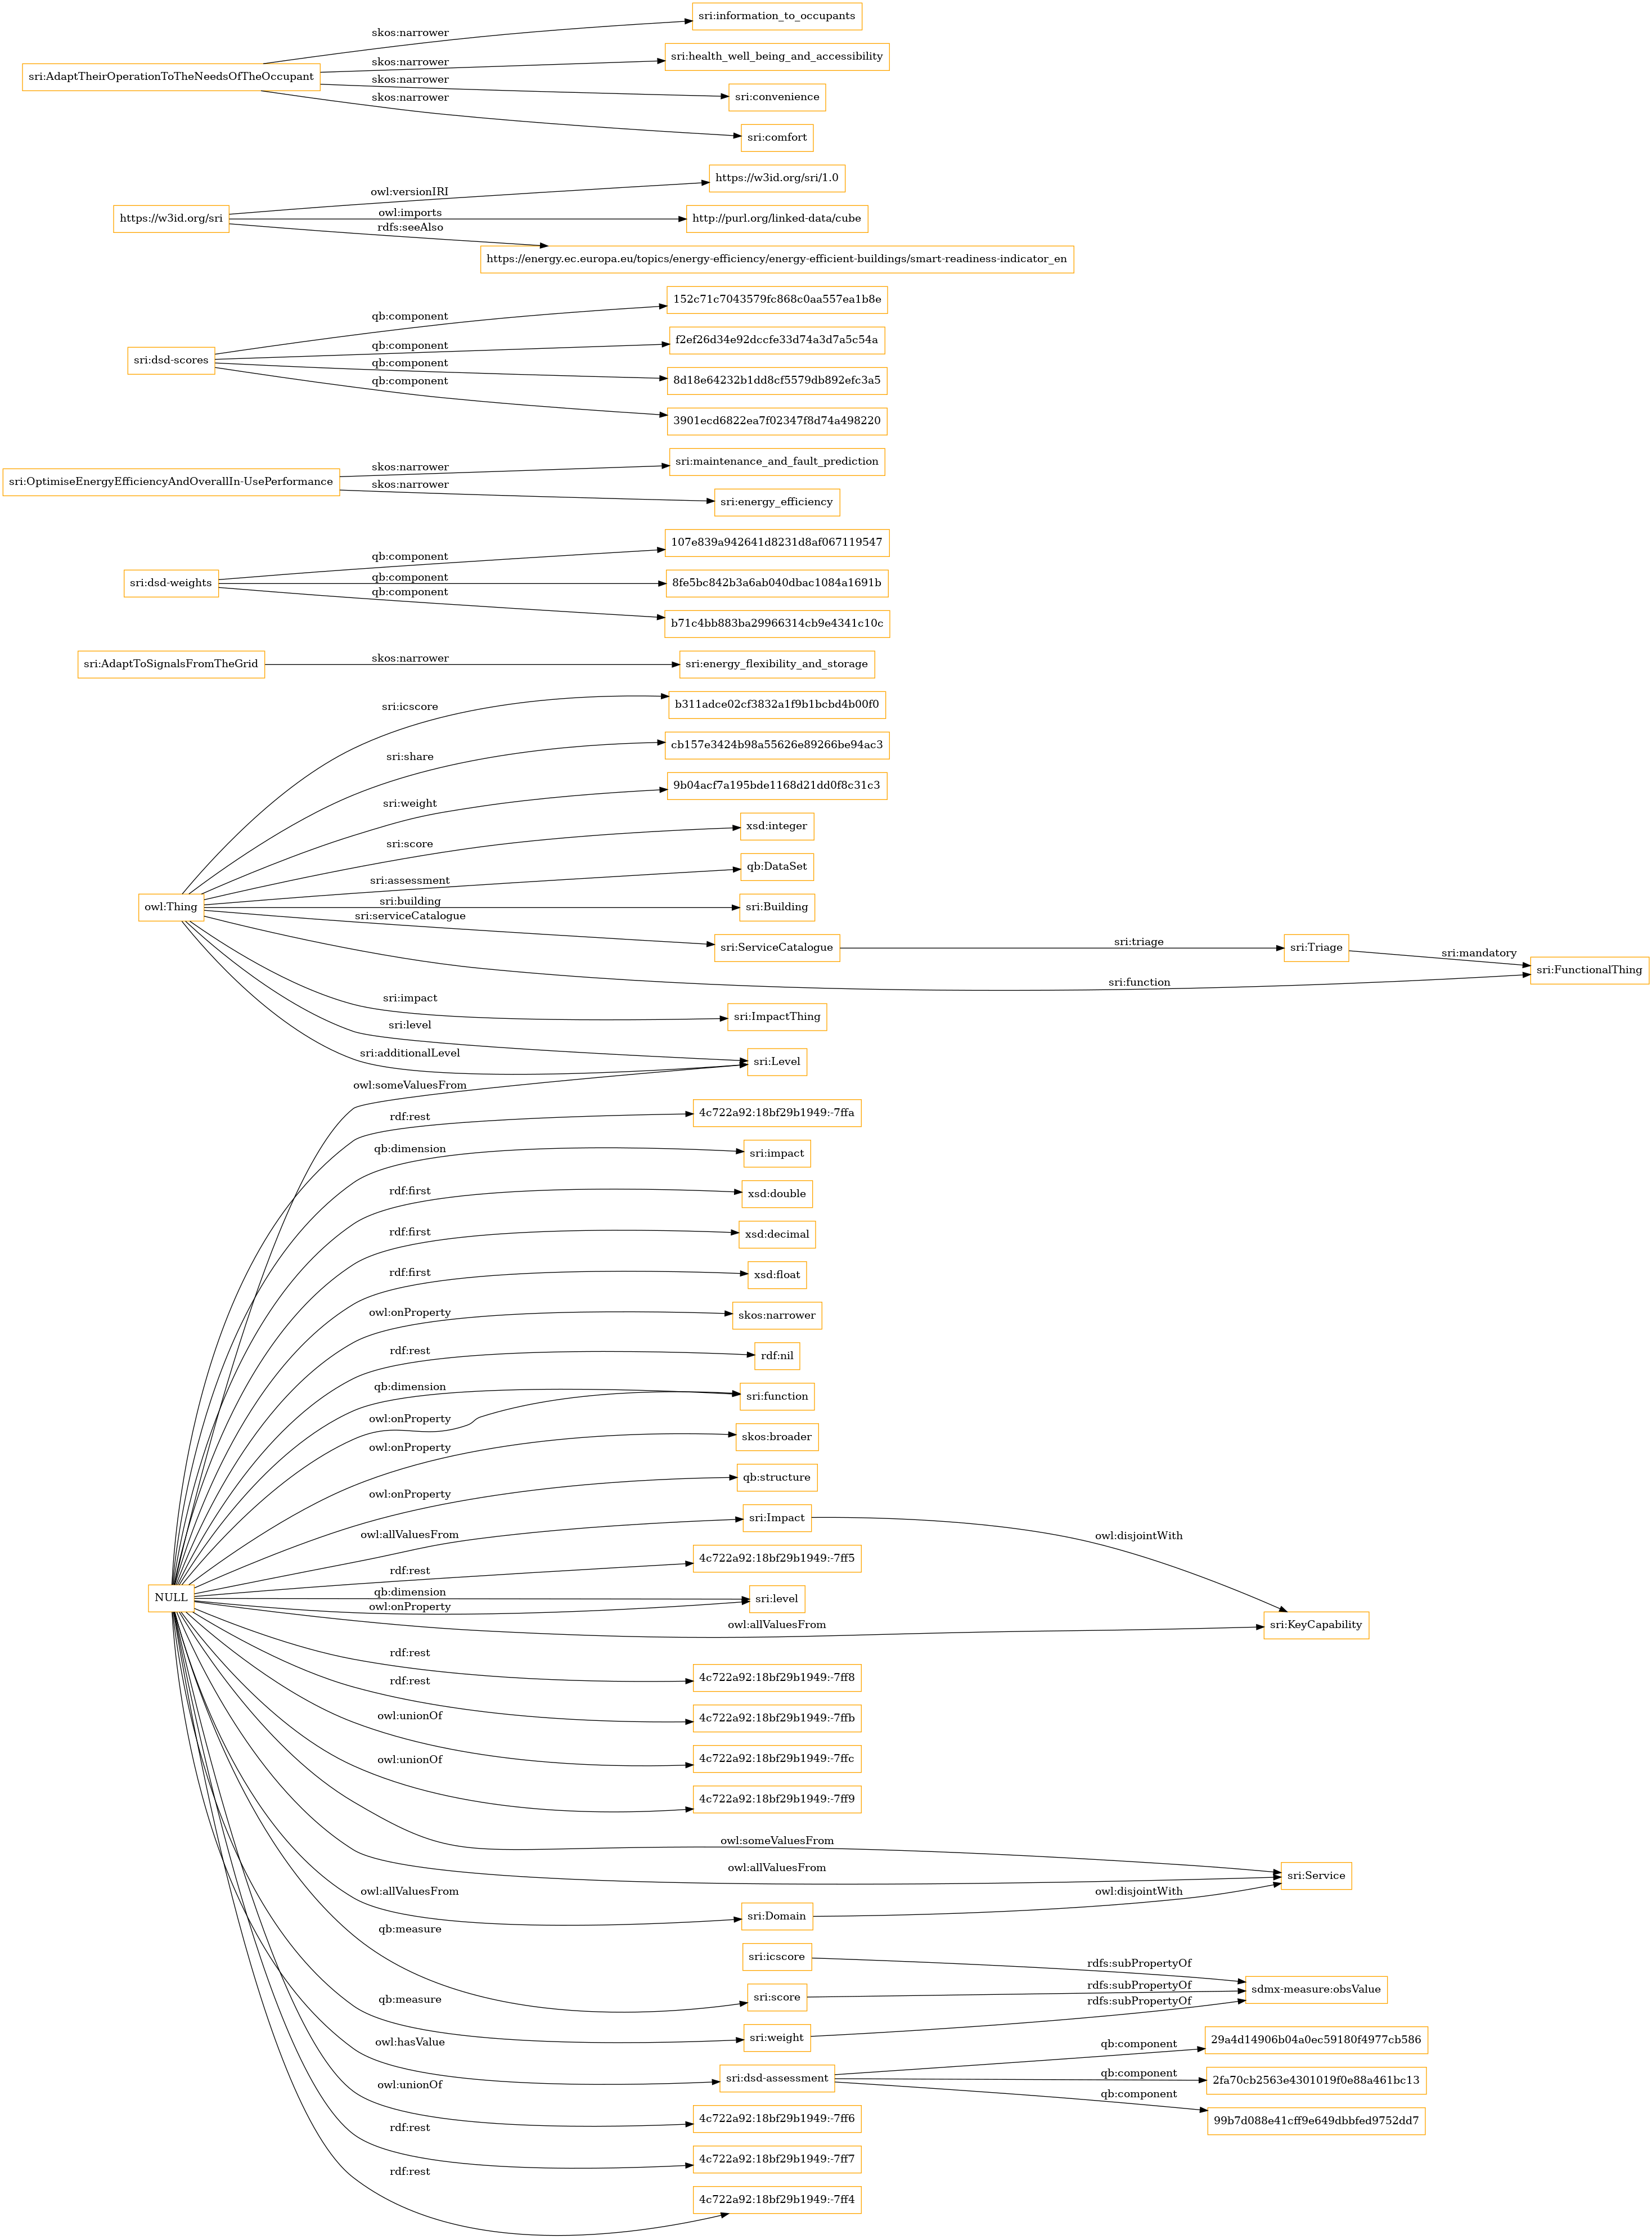 sri:information_to_occupants
skos:narrower
sri:health_well_being_and_accessibility
skos:narrower
sri:AdaptTheirOperationToTheNeedsOfTheOccupant
skos:narrower
sri:convenience
skos:narrower
sri:comfort
https://w3id.org/sri/1.0
owl:versionIRI
https://w3id.org/sri
owl:imports
http://purl.org/linked-data/cube
rdfs:seeAlso
https://energy.ec.europa.eu/topics/energy-efficiency/energy-efficient-buildings/smart-readiness-indicator_en
152c71c7043579fc868c0aa557ea1b8e
qb:component
f2ef26d34e92dccfe33d74a3d7a5c54a
qb:component
sri:dsd-scores
qb:component
8d18e64232b1dd8cf5579db892efc3a5
qb:component
3901ecd6822ea7f02347f8d74a498220
sri:maintenance_and_fault_prediction
skos:narrower
sri:OptimiseEnergyEfficiencyAndOverallIn-UsePerformance
skos:narrower
sri:energy_efficiency
107e839a942641d8231d8af067119547
qb:component
sri:dsd-weights
qb:component
8fe5bc842b3a6ab040dbac1084a1691b
qb:component
b71c4bb883ba29966314cb9e4341c10c
sri:AdaptToSignalsFromTheGrid
skos:narrower
sri:energy_flexibility_and_storage
sri:icscore
b311adce02cf3832a1f9b1bcbd4b00f0
sri:share
cb157e3424b98a55626e89266be94ac3
sri:weight
9b04acf7a195bde1168d21dd0f8c31c3
sri:score
xsd:integer
sri:assessment
qb:DataSet
owl:Thing
sri:building
sri:Building
sri:serviceCatalogue
sri:ServiceCatalogue
sri:triage
sri:Triage
sri:mandatory
sri:FunctionalThing
sri:function
sri:impact
sri:ImpactThing
sri:level
sri:additionalLevel
sri:Level
owl:someValuesFrom
rdf:rest
4c722a92:18bf29b1949:-7ffa
qb:dimension
sri:impact
rdf:first
xsd:double
rdf:first
xsd:decimal
rdf:first
xsd:float
owl:onProperty
skos:narrower
rdf:rest
rdf:nil
qb:dimension
sri:function
owl:onProperty
skos:broader
owl:onProperty
qb:structure
owl:onProperty
sri:Impact
owl:allValuesFrom
owl:disjointWith
4c722a92:18bf29b1949:-7ff5
rdf:rest
NULL
qb:dimension
sri:level
owl:onProperty
owl:allValuesFrom
sri:KeyCapability
rdf:rest
4c722a92:18bf29b1949:-7ff8
rdf:rest
4c722a92:18bf29b1949:-7ffb
owl:unionOf
4c722a92:18bf29b1949:-7ffc
owl:unionOf
4c722a92:18bf29b1949:-7ff9
owl:someValuesFrom
owl:allValuesFrom
sri:Service
owl:allValuesFrom
owl:disjointWith
sri:Domain
qb:measure
sri:icscore
rdfs:subPropertyOf
sri:score
rdfs:subPropertyOf
sdmx-measure:obsValue
qb:measure
sri:weight
rdfs:subPropertyOf
owl:hasValue
sri:dsd-assessment
qb:component
29a4d14906b04a0ec59180f4977cb586
qb:component
2fa70cb2563e4301019f0e88a461bc13
qb:component
99b7d088e41cff9e649dbbfed9752dd7
owl:unionOf
4c722a92:18bf29b1949:-7ff6
rdf:rest
4c722a92:18bf29b1949:-7ff7
rdf:rest
4c722a92:18bf29b1949:-7ff4